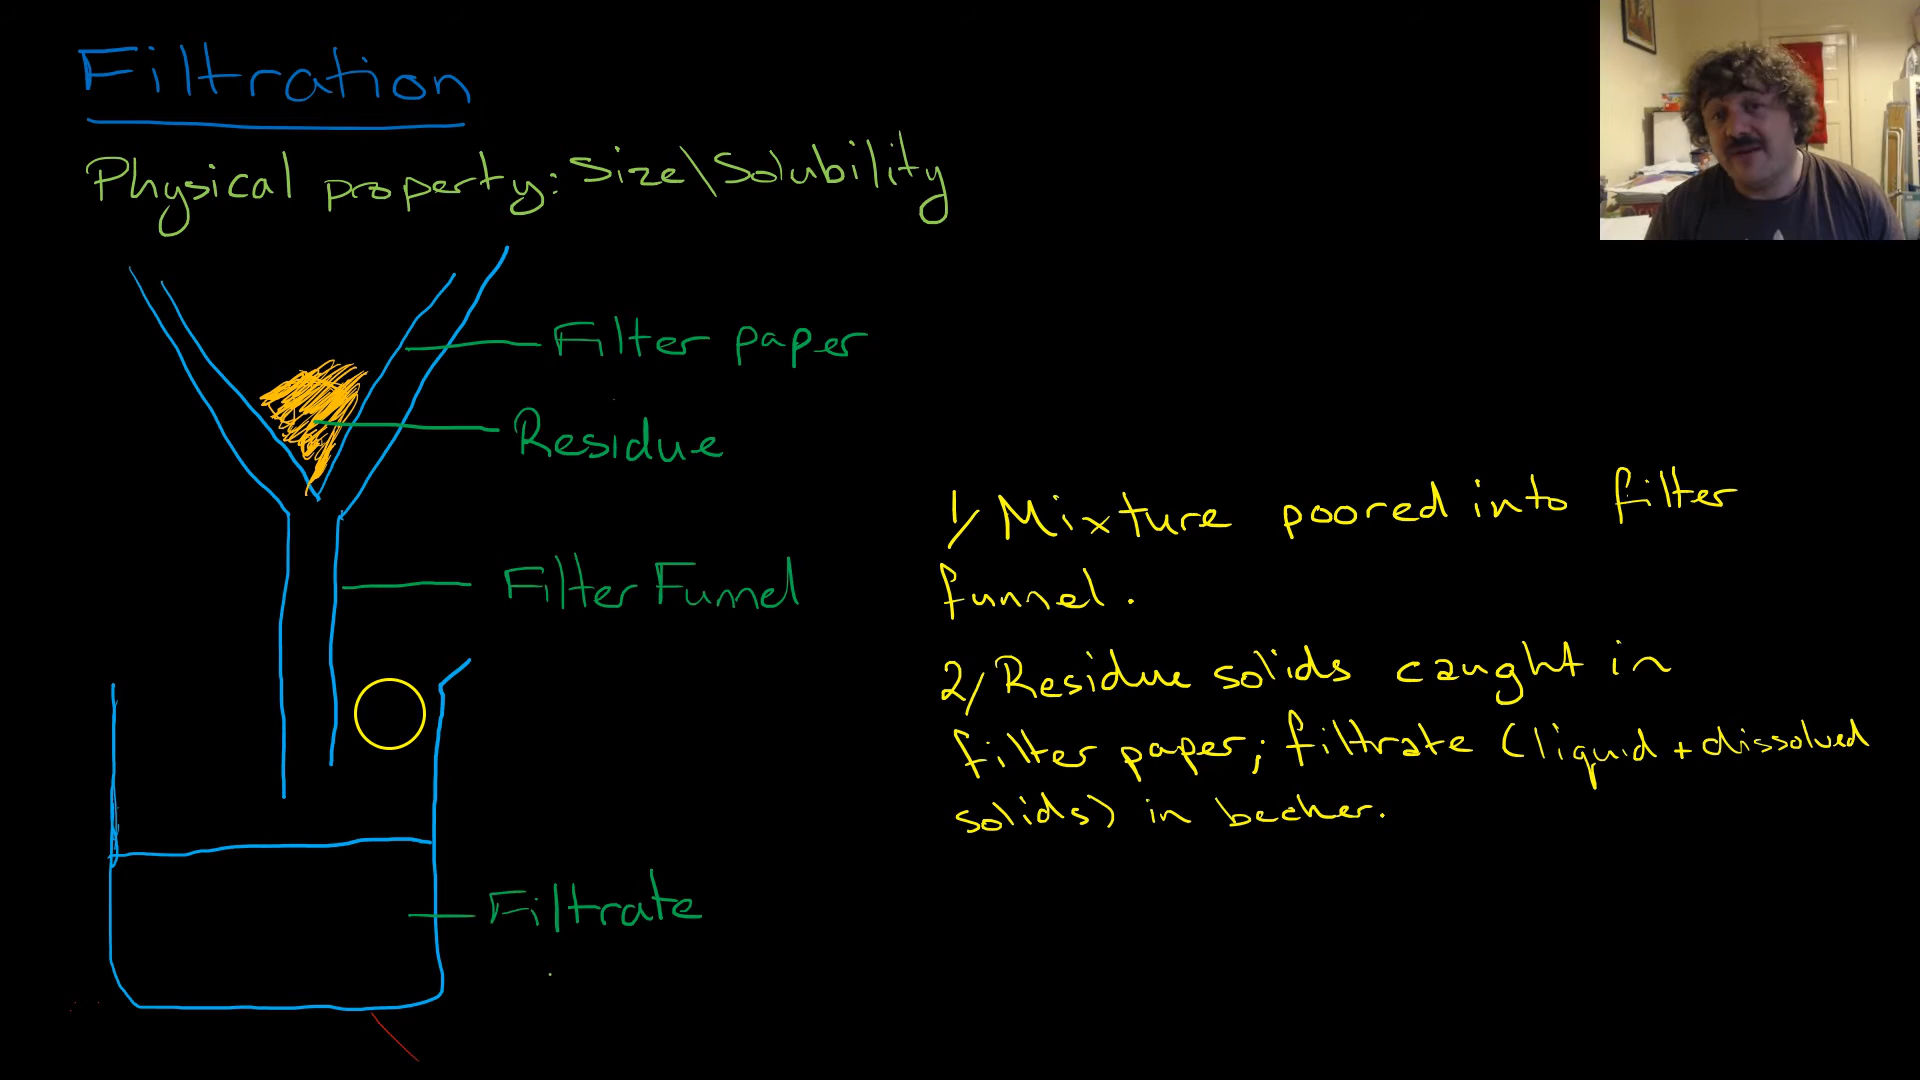 Filtration
Physical property: Size\Solubility
Filter paper
Residue
Filter Funnel
Filtrate
1/ Mixture poored into filter
funnel.
2/ Residue solids caught in
filter paper; filtrate (liquid + dissolved
solids) in beaker.